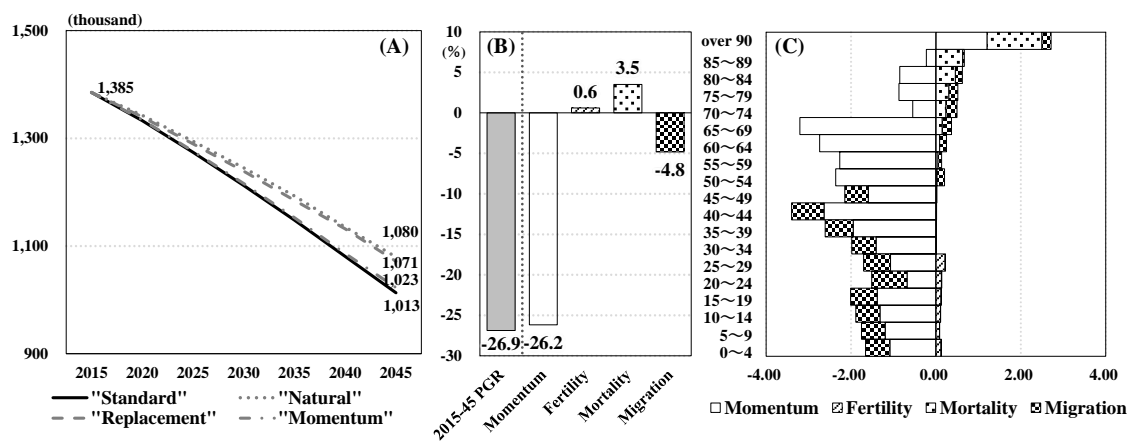 (thousand)
(A)
1,500
1,300
1,100
900
1,385
1,080
1,071
1,023
1,013
2015 2020 2025 2030 2035 2040 2045
"Standard" "Natural"
"Replacement" "Momentum"
(B)
(%)
10
5
0
-5
-10
-15
-20
-25
-30
-26.9
-26.2
0.6
3.5
-4.8
2015-45 PGR
Momentum
Fertility
Mortality
Migration
(C)
over 90
85～89
80～84
75～79
70～74
65～69
60～64
55～59
50～54
45～49
40～44
35～39
30～34
25～29
20～24
15～19
10～14
5～9
0～4
-4.00 -2.00 0.00 2.00 4.00
Momentum Fertility Mortality Migration